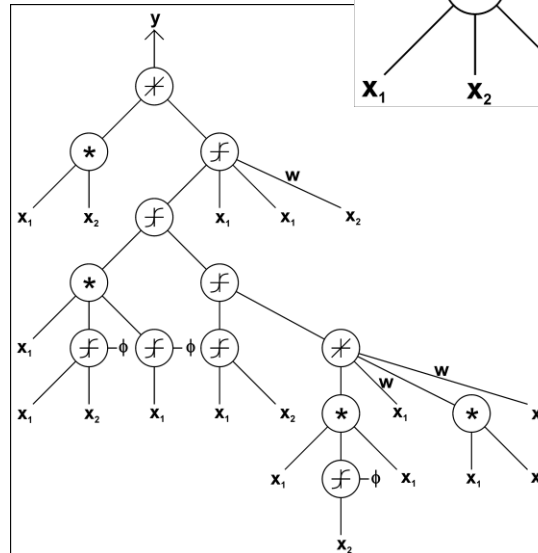 y
x₁ x₂
*
w
x₁ x₂ x₁ x₁ x₂
*
x₁ ϕ ϕ
w
w
x₁ x₂ x₁ x₁ x₂ * x₁ * x
x₁ ϕ x₁ x₁ x
x₂